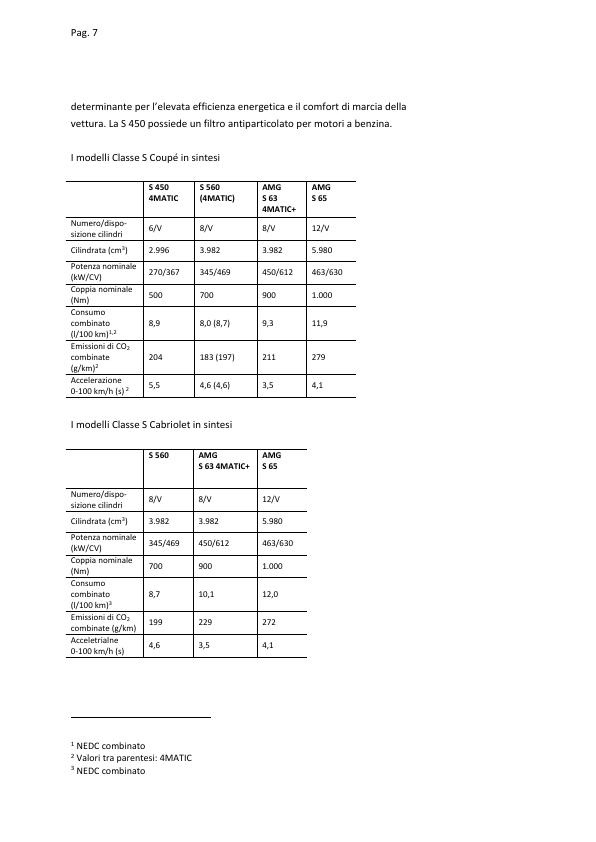 Pag. 7
determinante per l'elevata efficienza energetica e il comfort di marcia della
vettura. La S 450 possiede un filtro antiparticolato per motori a benzina.
I modelli Classe S Coupé in sintesi
S 450 4MATIC | S 560 (4MATIC) | AMG S 63 4MATIC+ | AMG S 65
Numero/dispo-sizione cilindri | 6/V | 8/V | 8/V | 12/V
Cilindrata (cm³) | 2.996 | 3.982 | 3.982 | 5.980
Potenza nominale (kW/CV) | 270/367 | 345/469 | 450/612 | 463/630
Coppia nominale (Nm) | 500 | 700 | 900 | 1.000
Consumo combinato (l/100 km)¹,² | 8,9 | 8,0 (8,7) | 9,3 | 11,9
Emissioni di CO₂ combinate (g/km)² | 204 | 183 (197) | 211 | 279
Accelerazione 0-100 km/h (s) ² | 5,5 | 4,6 (4,6) | 3,5 | 4,1
I modelli Classe S Cabriolet in sintesi
S 560 | AMG S 63 4MATIC+ | AMG S 65
Numero/dispo-sizione cilindri | 8/V | 8/V | 12/V
Cilindrata (cm³) | 3.982 | 3.982 | 5.980
Potenza nominale (kW/CV) | 345/469 | 450/612 | 463/630
Coppia nominale (Nm) | 700 | 900 | 1.000
Consumo combinato (l/100 km)³ | 8,7 | 10,1 | 12,0
Emissioni di CO₂ combinate (g/km) | 199 | 229 | 272
Acceletrialne 0-100 km/h (s) | 4,6 | 3,5 | 4,1
¹ NEDC combinato
² Valori tra parentesi: 4MATIC
³ NEDC combinato